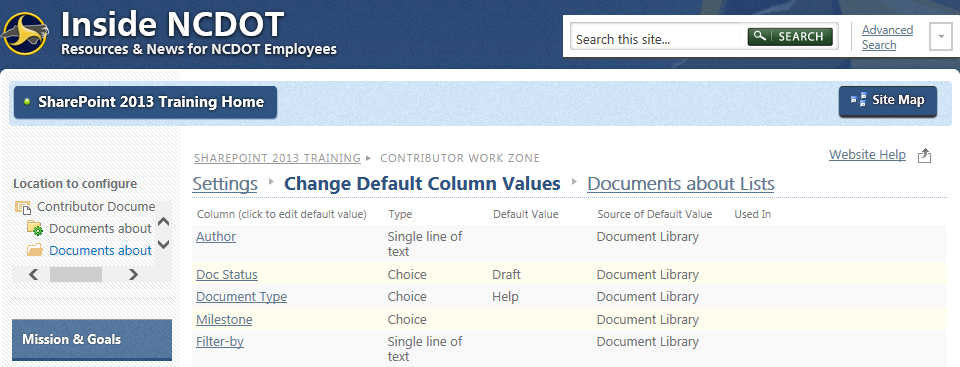 Inside NCDOT
Resources & News for NCDOT Employees
Search this site...
SEARCH
Advanced
Search
SharePoint 2013 Training Home
Site Map
SHAREPOINT 2013 TRAINING ▸ CONTRIBUTOR WORK ZONE
Website Help
Settings ▸ Change Default Column Values ▸ Documents about Lists
Location to configure
Contributor Docume
Documents about
Documents about
Mission & Goals
Column (click to edit default value) Type Default Value Source of Default Value Used In
Author Single line of text Document Library
Doc Status Choice Draft Document Library
Document Type Choice Help Document Library
Milestone Choice Document Library
Filter-by Single line of text Document Library